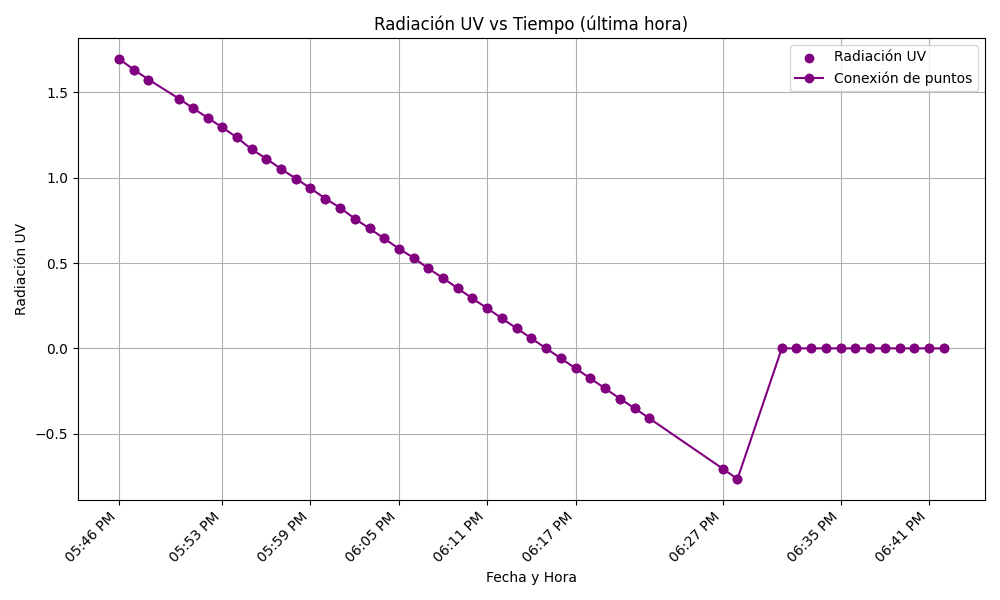 Radiación UV vs Tiempo (última hora)
Radiación UV
Conexión de puntos
Radiación UV
1.5
1.0
0.5
0.0
−0.5
05:46 PM
05:53 PM
05:59 PM
06:05 PM
06:11 PM
06:17 PM
06:27 PM
06:35 PM
06:41 PM
Fecha y Hora